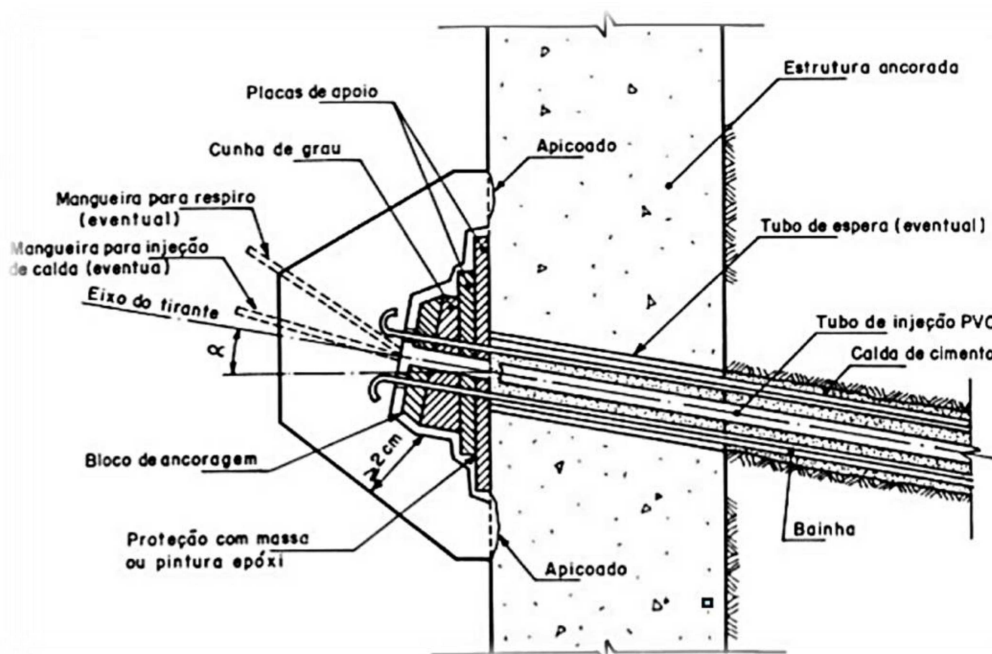 Estrutura ancorada
Placas de apoio
Cunha de grau
Apicoado
Mangueira para respiro
(eventual)
Mangueira para injeção
de calda (eventua)
Tubo de espera (eventual)
Eixo do tirante
Tubo de injeção PVC
Calda de cimento
α
Bloco de ancoragem
⩾2 cm
Proteção com massa
ou pintura epóxi
Apicoado
Bainha